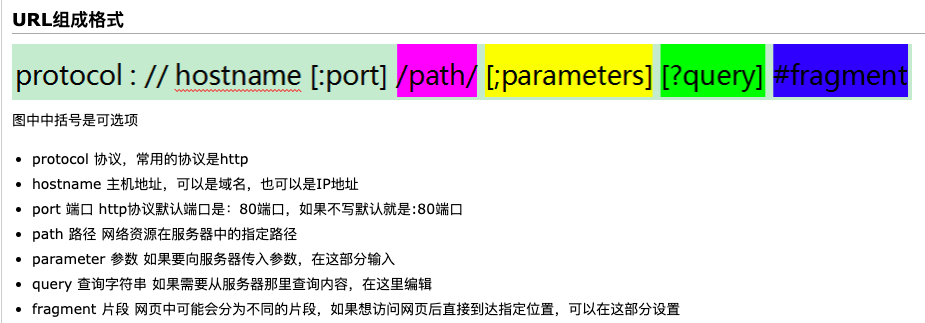 URL组成格式
protocol : // hostname [:port] /path/ [;parameters] [?query] #fragment
图中中括号是可选项
• protocol 协议，常用的协议是http
• hostname 主机地址，可以是域名，也可以是IP地址
• port 端口 http协议默认端口是：80端口，如果不写默认就是:80端口
• path 路径 网络资源在服务器中的指定路径
• parameter 参数 如果要向服务器传入参数，在这部分输入
• query 查询字符串 如果需要从服务器那里查询内容，在这里编辑
• fragment 片段 网页中可能会分为不同的片段，如果想访问网页后直接到达指定位置，可以在这部分设置